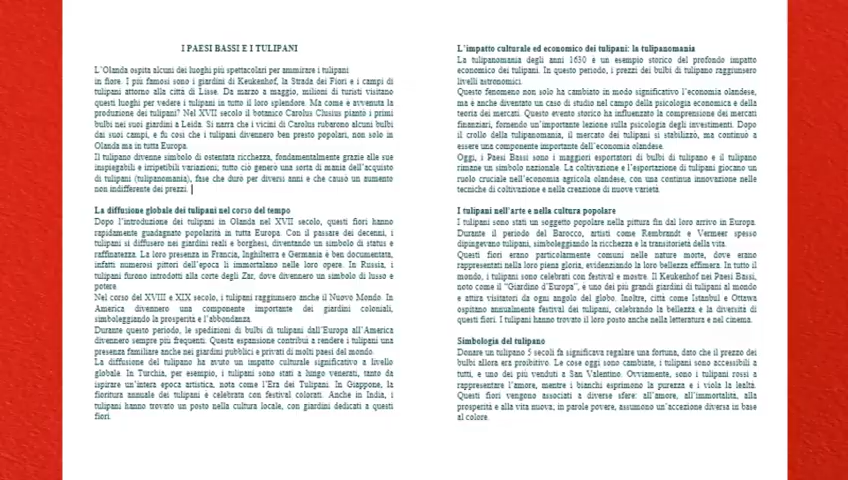 I PAESI BASSI E I TULIPANI
L'Olanda ospita alcuni dei luoghi più spettacolari per ammirare i tulipani
in fiore. I più famosi sono i giardini di Keukenhof, la Strada dei Fiori e i campi di
tulipani attorno alla città di Lisse. Da marzo a maggio, milioni di turisti visitano
questi luoghi per vedere i tulipani in tutto il loro splendore. Ma come è avvenuta la
produzione dei tulipani? Nel XVII secolo il botanico Carolus Clusius piantò i primi
bulbi nei suoi giardini a Leida. Si narra che i vicini di Carolus rubarono alcuni bulbi
dai suoi campi, e fu così che i tulipani divennero ben presto popolari, non solo in
Olanda ma in tutta Europa.
Il tulipano divenne simbolo di ostentata ricchezza, fondamentalmente grazie alle sue
inspiegabili e irripetibili variazioni; tutto ciò generò una sorta di mania dell'acquisto
di tulipani (tulipanomania), fase che durò per diversi anni e che causò un aumento
non indifferente dei prezzi.
La diffusione globale dei tulipani nel corso del tempo
Dopo l'introduzione dei tulipani in Olanda nel XVII secolo, questi fiori hanno
rapidamente guadagnato popolarità in tutta Europa. Con il passare dei decenni, i
tulipani si diffusero nei giardini reali e borghesi, diventando un simbolo di status e
raffinatezza. La loro presenza in Francia, Inghilterra e Germania è ben documentata,
infatti numerosi pittori dell'epoca li immortalano nelle loro opere. In Russia, i
tulipani furono introdotti alla corte degli Zar, dove divennero un simbolo di lusso e
potere
Nel corso del XVIII e XIX secolo, i tulipani raggiunsero anche il Nuovo Mondo. In
America divennero una componente importante dei giardini coloniali,
simboleggiando la prosperità e l'abbondanza
Durante questo periodo, le spedizioni di bulbi di tulipani dall'Europa all'America
divennero sempre più frequenti. Questa espansione contribuì a rendere i tulipani una
presenza familiare anche nei giardini pubblici e privati di molti paesi del mondo.
La diffusione del tulipano ha avuto un impatto culturale significativo a livello
globale. In Turchia, per esempio, i tulipani sono stati a lungo venerati, tanto da
ispirare un'intera epoca artistica, nota come l'Era dei Tulipani. In Giappone, la
fioritura annuale dei tulipani è celebrata con festival colorati. Anche in India, i
tulipani hanno trovato un posto nella cultura locale, con giardini dedicati a questi
fiori.
L'impatto culturale ed economico dei tulipani: la tulipanomania
La tulipanomania degli anni 1630 è un esempio storico del profondo impatto
economico dei tulipani. In questo periodo, i prezzi dei bulbi di tulipano raggiunsero
livelli astronomici.
Questo fenomeno non solo ha cambiato in modo significativo l'economia olandese,
ma è anche diventato un caso di studio nel campo della psicologia economica e della
teoria dei mercati. Questo evento storico ha influenzato la comprensione dei mercati
finanziari, fornendo un'importante lezione sulla psicologia degli investimenti. Dopo
il crollo della tulipanomania, il mercato dei tulipani si stabilizzò, ma continuò a
essere una componente importante dell'economia olandese.
Oggi, i Paesi Bassi sono i maggiori esportatori di bulbi di tulipano e il tulipano
rimane un simbolo nazionale. La coltivazione e l'esportazione di tulipani giocano un
ruolo cruciale nell'economia agricola olandese, con una continua innovazione nelle
tecniche di coltivazione e nella creazione di nuove varietà.
I tulipani nell'arte e nella cultura popolare
I tulipani sono stati un soggetto popolare nella pittura fin dal loro arrivo in Europa.
Durante il periodo del Barocco, artisti come Rembrandt e Vermeer spesso
dipingevano tulipani, simboleggiando la ricchezza e la transitorietà della vita.
Questi fiori erano particolarmente comuni nelle nature morte, dove erano
rappresentati nella loro piena gloria, evidenziando la loro bellezza effimera. In tutto il
mondo, i tulipani sono celebrati con festival e mostre. Il Keukenhof nei Paesi Bassi,
noto come il "Giardino d'Europa", è uno dei più grandi giardini di tulipani al mondo
e attira visitatori da ogni angolo del globo. Inoltre, città come Istanbul e Ottawa
ospitano annualmente festival dei tulipani, celebrando la bellezza e la diversità di
questi fiori. I tulipani hanno trovato il loro posto anche nella letteratura e nel cinema.
Simbologia del tulipano
Donare un tulipano 5 secoli fa significava regalare una fortuna, dato che il prezzo dei
bulbi allora era proibitivo. Le cose oggi sono cambiate, i tulipani sono accessibili a
tutti, e uno dei più venduti a San Valentino. Ovviamente, sono i tulipani rossi a
rappresentare l'amore, mentre i bianchi esprimono la purezza e i viola la lealtà.
Questi fiori vengono associati a diverse sfere: all'amore, all'immortalità, alla
prosperità e alla vita nuova, in parole povere, assumono un'accezione diversa in base
al colore.